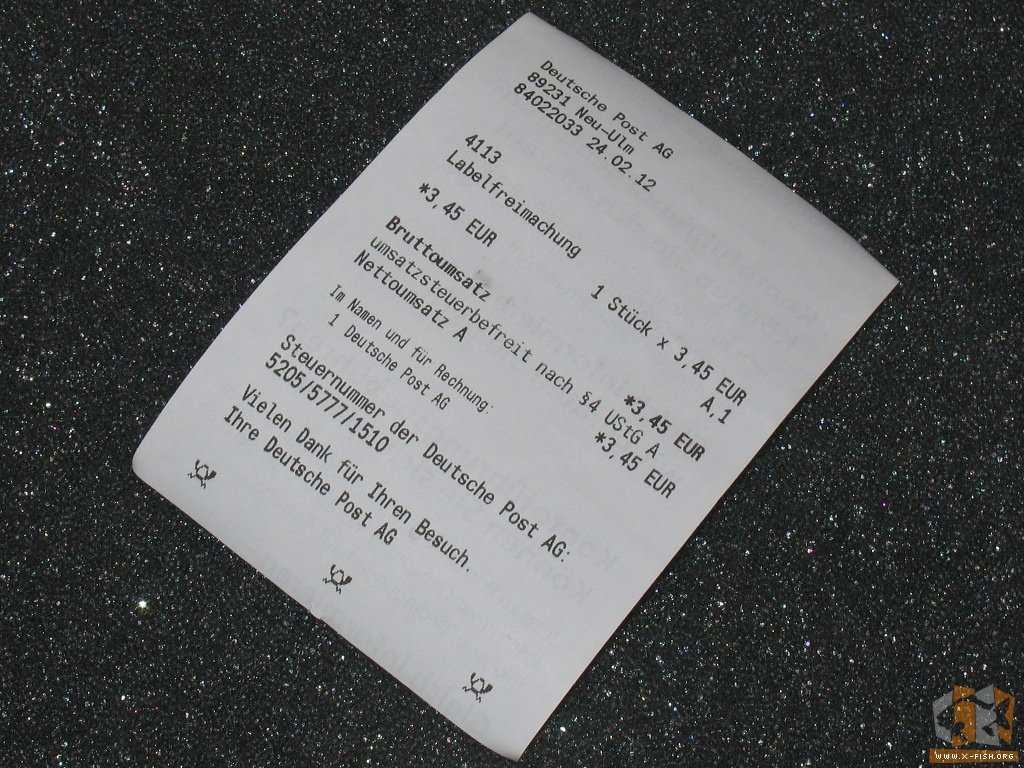 Deutsche Post AG
89231 Neu-Ulm
84022033 24.02.12
4113
Labelfreimachung
1 Stück x 3,45 EUR
*3,45 EUR
A.1
Bruttoumsatz *3,45 EUR
umsatzsteuerbefreit nach §4 UStG A
Nettoumsatz A *3,45 EUR
Im Namen und für Rechnung:
1 Deutsche Post AG
Steuernummer der Deutsche Post AG:
5205/5777/1510
Vielen Dank für Ihren Besuch.
Ihre Deutsche Post AG
WWW.X-FISH.ORG